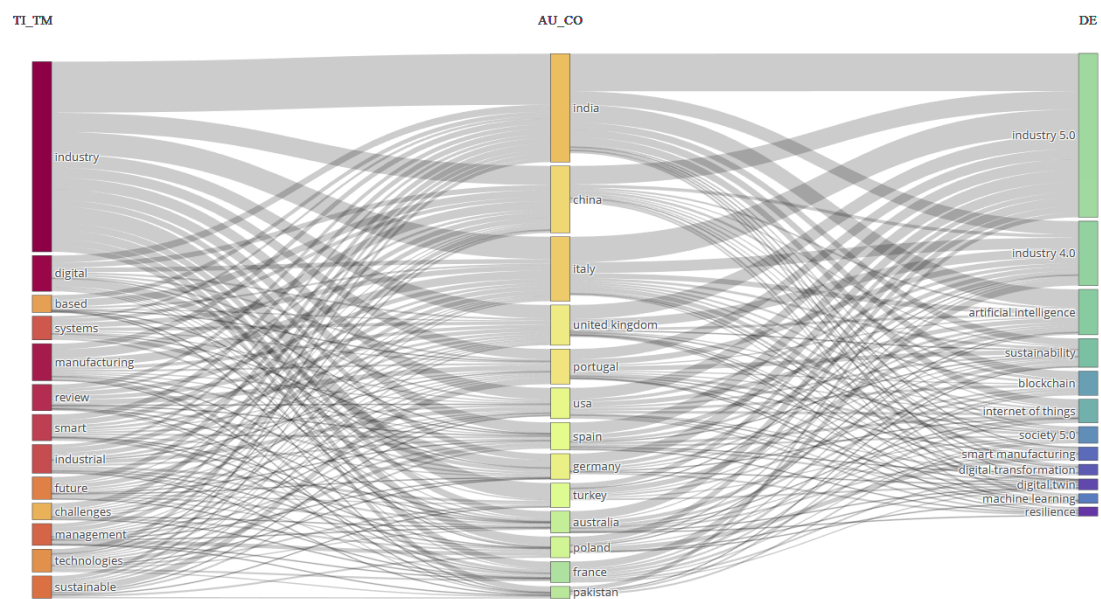 TI_TM
AU_CO
DE
industry
digital
based
systems
manufacturing
review
smart
industrial
future
challenges
management
technologies
sustainable
india
china
italy
united kingdom
portugal
usa
spain
germany
turkey
australia
poland
france
pakistan
industry 5.0
industry 4.0
artificial intelligence
sustainability
blockchain
internet of things
society 5.0
smart manufacturing
digital transformation
digital twin
machine learning
resilience